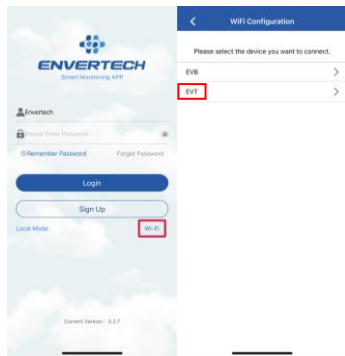 ENVERTECH
Smart Monitoring APP
Envertech
Please Enter Password
Remember Password
Forget Password
Login
Sign Up
Local Mode
Wi-Fi
Current Version: 3.2.7
WiFi Configuration
Please select the device you want to connect.
EVB
EVT